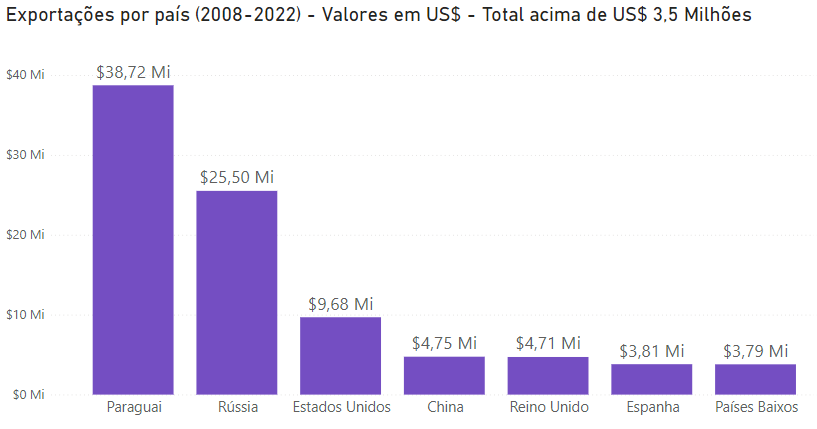 Exportações por país (2008-2022) - Valores em US$ - Total acima de US$ 3,5 Milhões
$40 Mi
$30 Mi
$20 Mi
$10 Mi
$0 Mi
$38,72 Mi
$25,50 Mi
$9,68 Mi
$4,75 Mi
$4,71 Mi
$3,81 Mi
$3,79 Mi
Paraguai
Rússia
Estados Unidos
China
Reino Unido
Espanha
Países Baixos